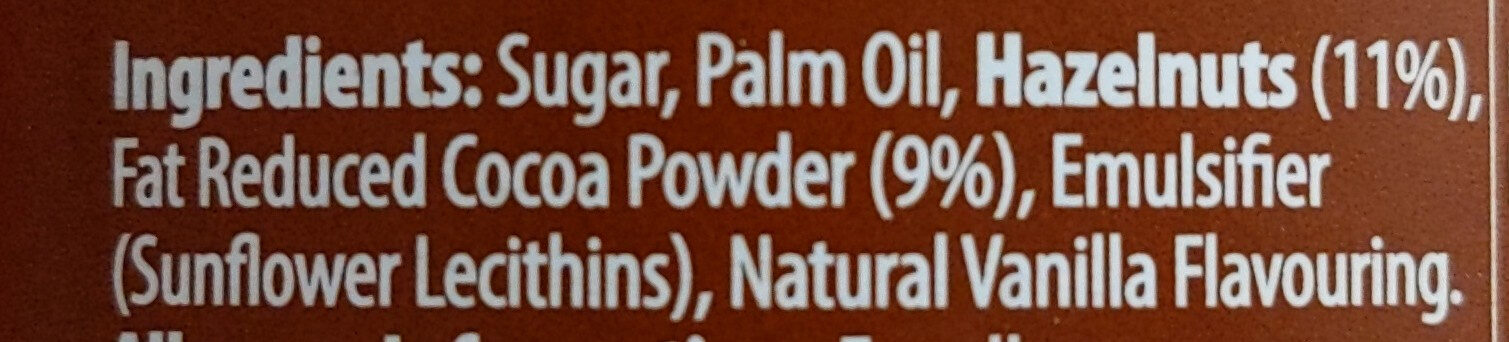 Ingredients: Sugar, Palm Oil, Hazelnuts (11%),
Fat Reduced Cocoa Powder (9%), Emulsifier
(Sunflower Lecithins), Natural Vanilla Flavouring.